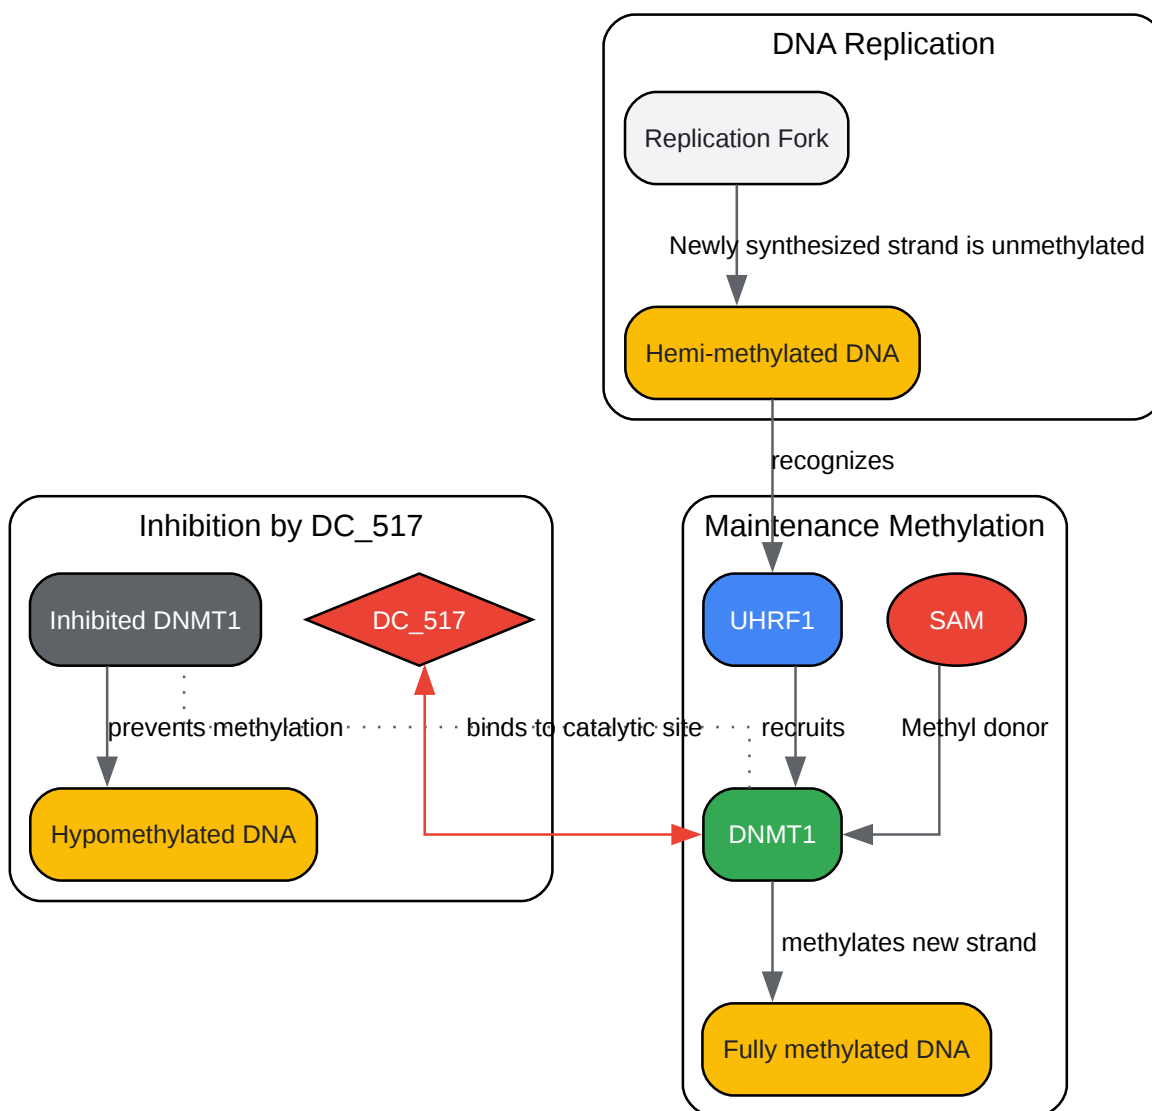 DNA Replication
Replication Fork
Newly synthesized strand is unmethylated
Hemi-methylated DNA
recognizes
Inhibition by DC_517
Inhibited DNMT1
DC_517
prevents methylation
binds to catalytic site
Hypomethylated DNA
Maintenance Methylation
UHRF1
SAM
recruits
Methyl donor
DNMT1
methylates new strand
Fully methylated DNA